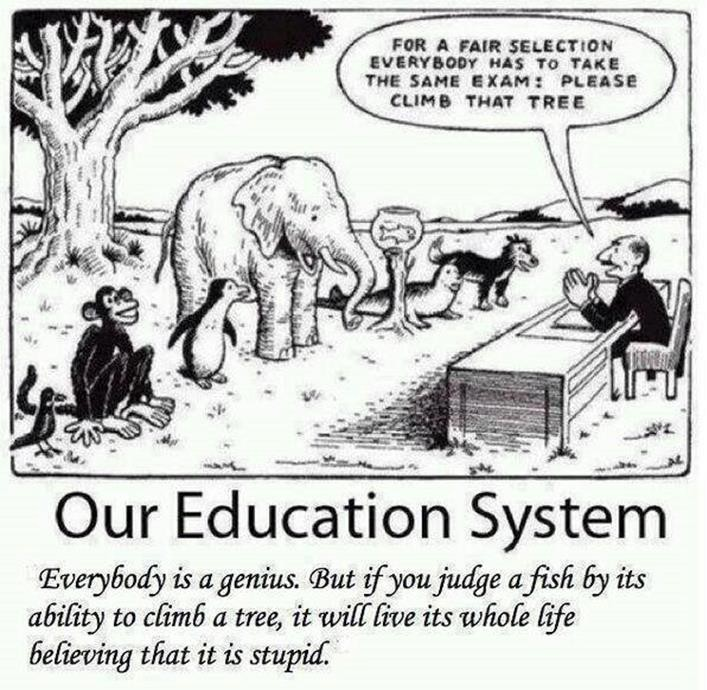 FOR A FAIR SELECTION
EVERYBODY HAS TO TAKE
THE SAME EXAM: PLEASE
CLIMB THAT TREE
Our Education System
Everybody is a genius. But if you judge a fish by its
ability to climb a tree, it will live its whole life
believing that it is stupid.